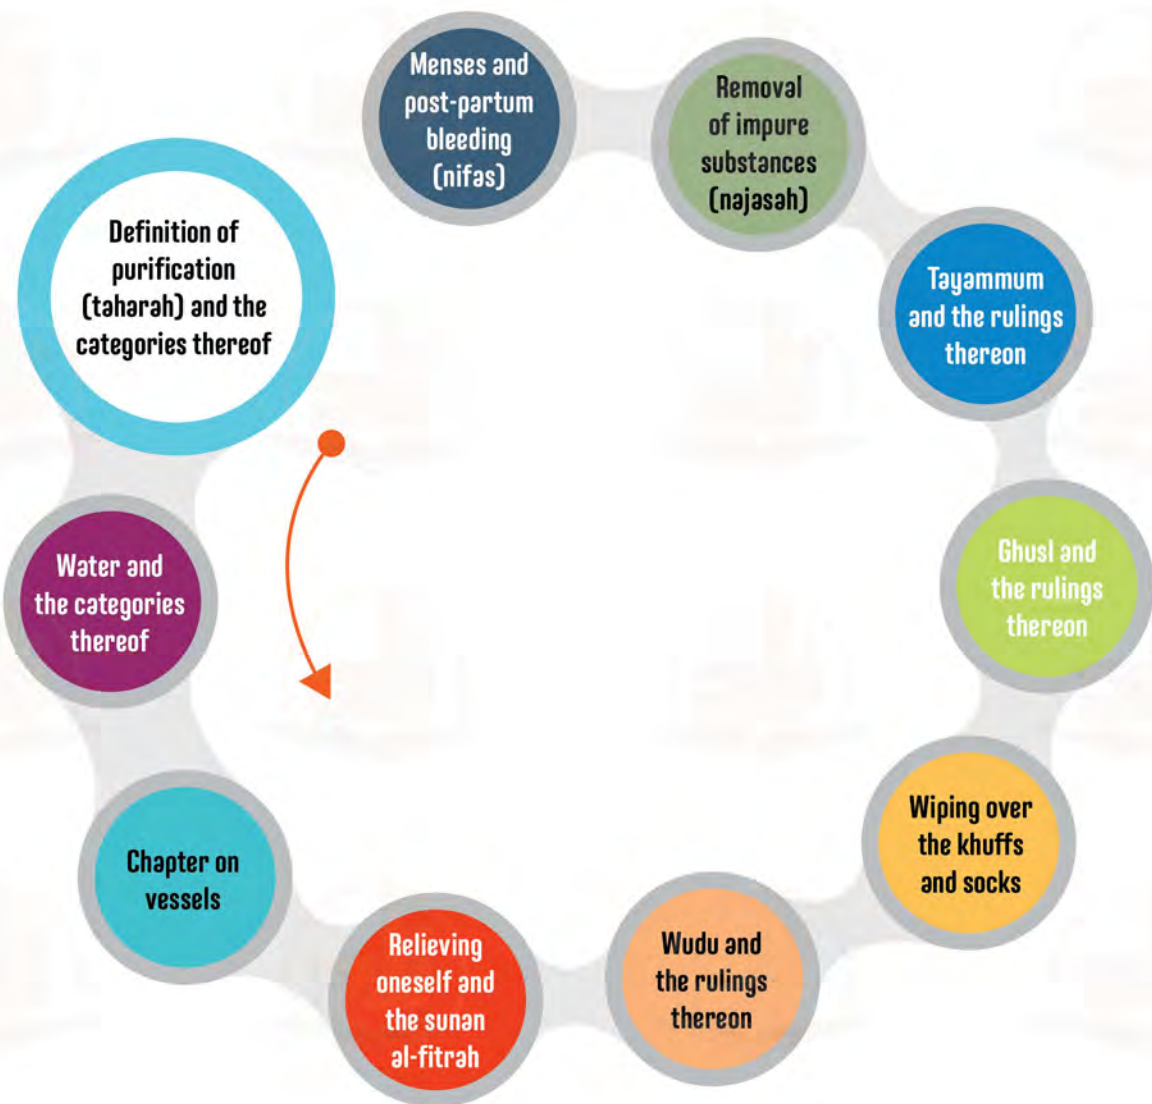 Definition of
purification
(taharah) and the
categories thereof
Water and
the categories
thereof
Chapter on
vessels
Relieving
oneself and
the sunan
al-fitrah
Wudu and
the rulings
thereon
Wiping over
the khuffs
and socks
Ghusl and
the rulings
thereon
Tayammum
and the rulings
thereon
Removal
of impure
substances
(najasah)
Menses and
post-partum
bleeding
(nifas)